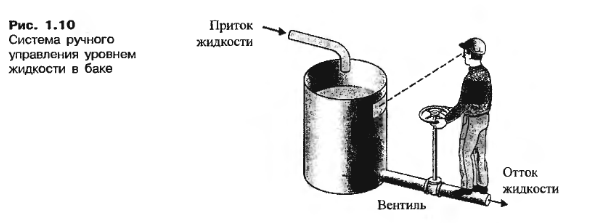 Рис. 1.10
Система ручного
управления уровнем
жидкости в баке
Приток
жидкости
Отток
жидкости
Вентиль